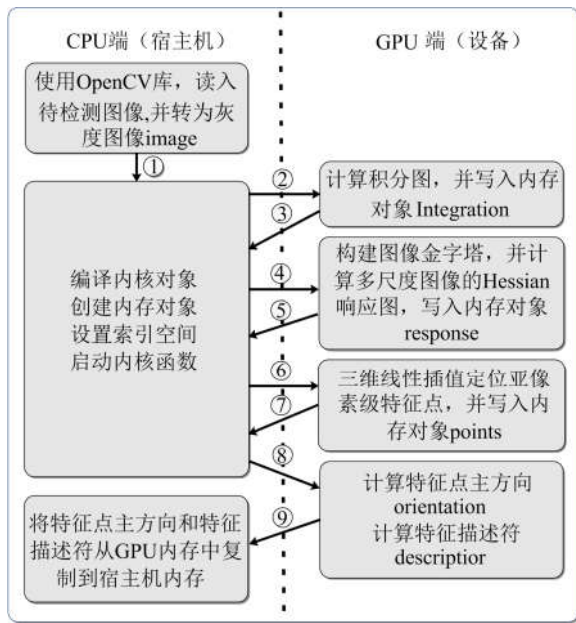 CPU端（宿主机）
GPU 端（设备）
使用OpenCV库，读入
待检测图像,并转为灰
度图像image
①
编译内核对象
创建内存对象
设置索引空间
启动内核函数
②
计算积分图，并写入内存
对象 Integration
③
④
构建图像金字塔，并计
算多尺度图像的Hessian
响应图，写入内存对象
response
⑤
⑥
三维线性插值定位亚像
素级特征点，并写入内
存对象points
⑦
⑧
计算特征点主方向
orientation
计算特征描述符
descriptior
⑨
将特征点主方向和特征
描述符从GPU内存中复
制到宿主机内存